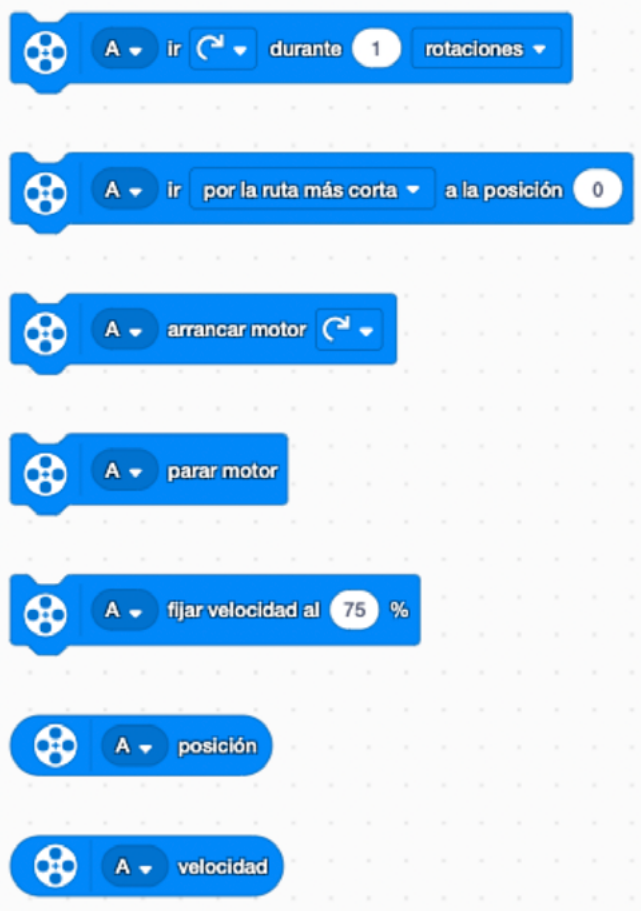 A ir durante 1 rotaciones
A ir por la ruta más corta a la posición 0
A arrancar motor
A parar motor
A fijar velocidad al 75 %
A posición
A velocidad